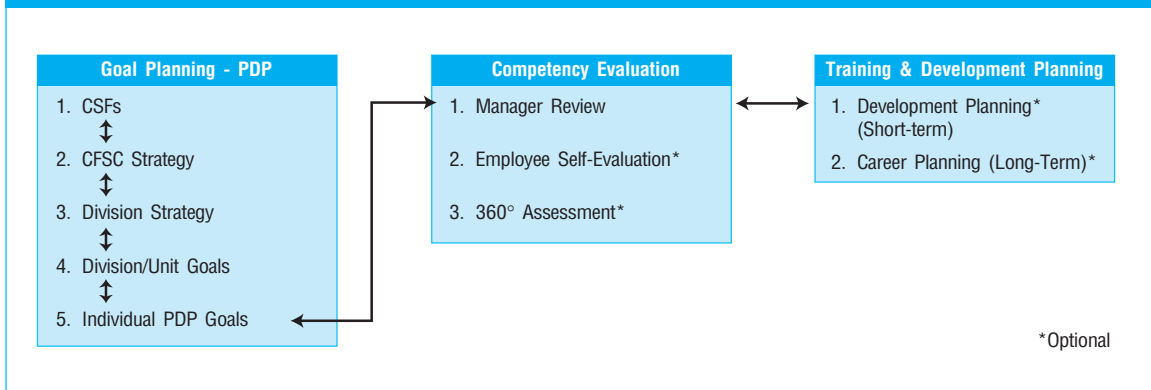 Goal Planning - PDP
1. CSFs
2. CFSC Strategy
3. Division Strategy
4. Division/Unit Goals
5. Individual PDP Goals
Competency Evaluation
1. Manager Review
2. Employee Self-Evaluation*
3. 360° Assessment*
Training & Development Planning
1. Development Planning*
(Short-term)
2. Career Planning (Long-Term)*
*Optional